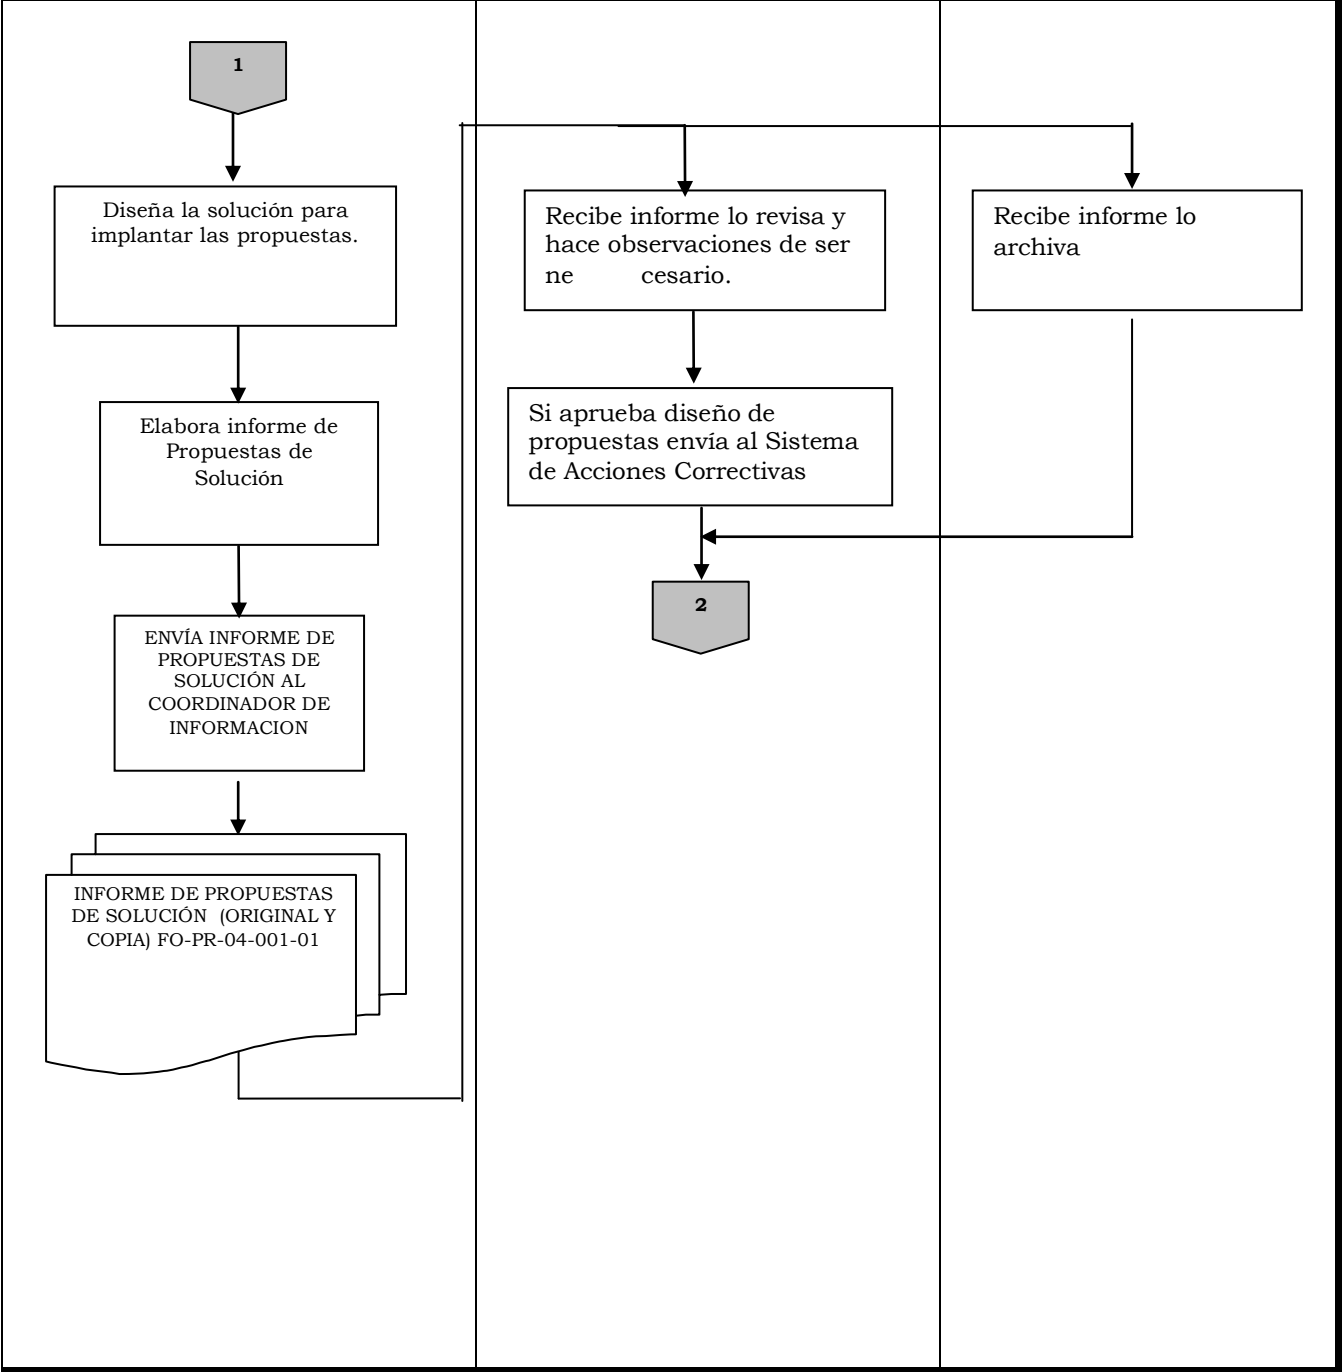 1
Diseña la solución para
implantar las propuestas.
Elabora informe de
Propuestas de
Solución
ENVÍA INFORME DE
PROPUESTAS DE
SOLUCIÓN AL
COORDINADOR DE
INFORMACION
INFORME DE PROPUESTAS
DE SOLUCIÓN (ORIGINAL Y
COPIA) FO-PR-04-001-01
Recibe informe lo revisa y
hace observaciones de ser
ne cesario.
Si aprueba diseño de
propuestas envía al Sistema
de Acciones Correctivas
2
Recibe informe lo
archiva